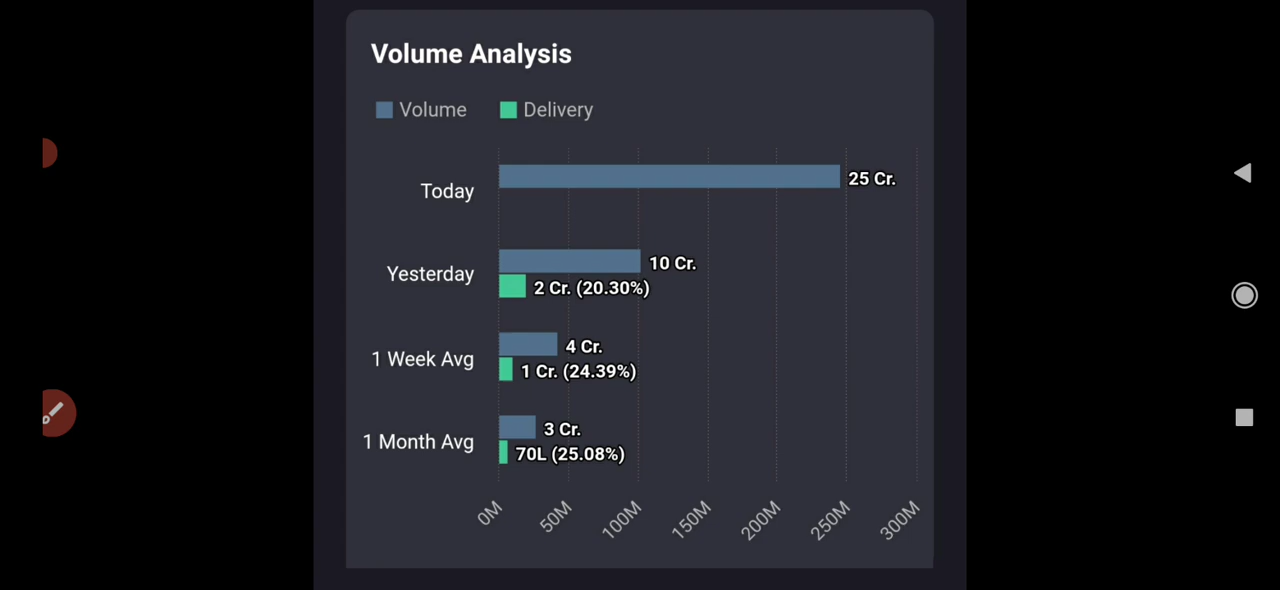 Volume Analysis
Volume Delivery
Today 25 Cr.
Yesterday 10 Cr.
2 Cr. (20.30%)
1 Week Avg 4 Cr.
1 Cr. (24.39%)
1 Month Avg 3 Cr.
70L (25.08%)
0M 50M 100M 150M 200M 250M 300M